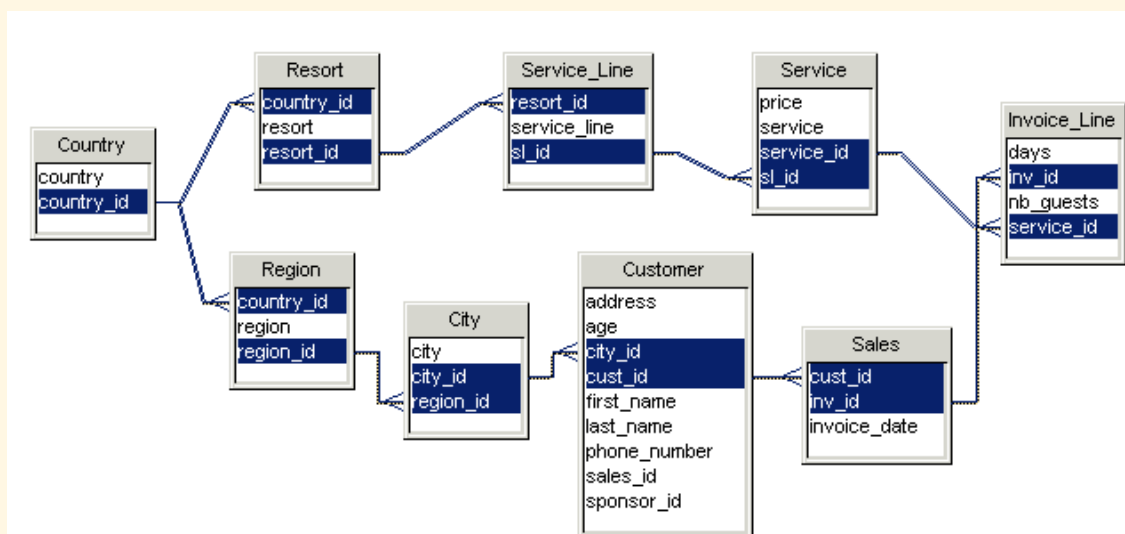 Resort
country_id
resort
resort_id
Service_Line
resort_id
service_line
sl_id
Service
price
service
service_id
sl_id
Invoice_Line
days
inv_id
nb_guests
service_id
Country
country
country_id
Region
country_id
region
region_id
City
city
city_id
region_id
Customer
address
age
city_id
cust_id
first_name
last_name
phone_number
sales_id
sponsor_id
Sales
cust_id
inv_id
invoice_date